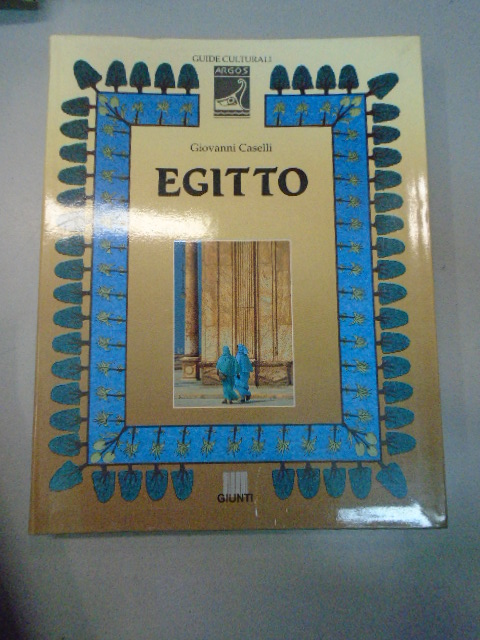 GUIDE CULTURALI
ARGOS
Giovanni Caselli
EGITTO
GIUNTI